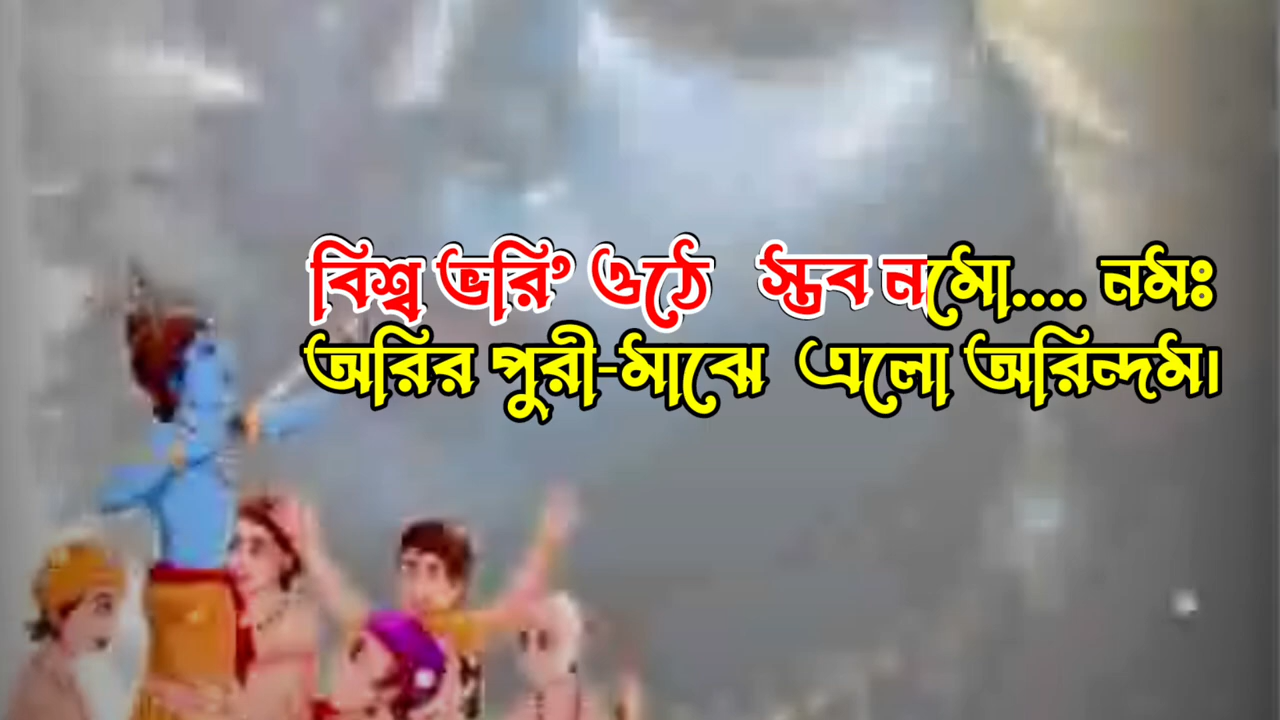 বিশ্ব ভরি' ওঠে স্তব নমো.... নমঃ
অরির পুরী-মাঝে এলো অরিন্দম।